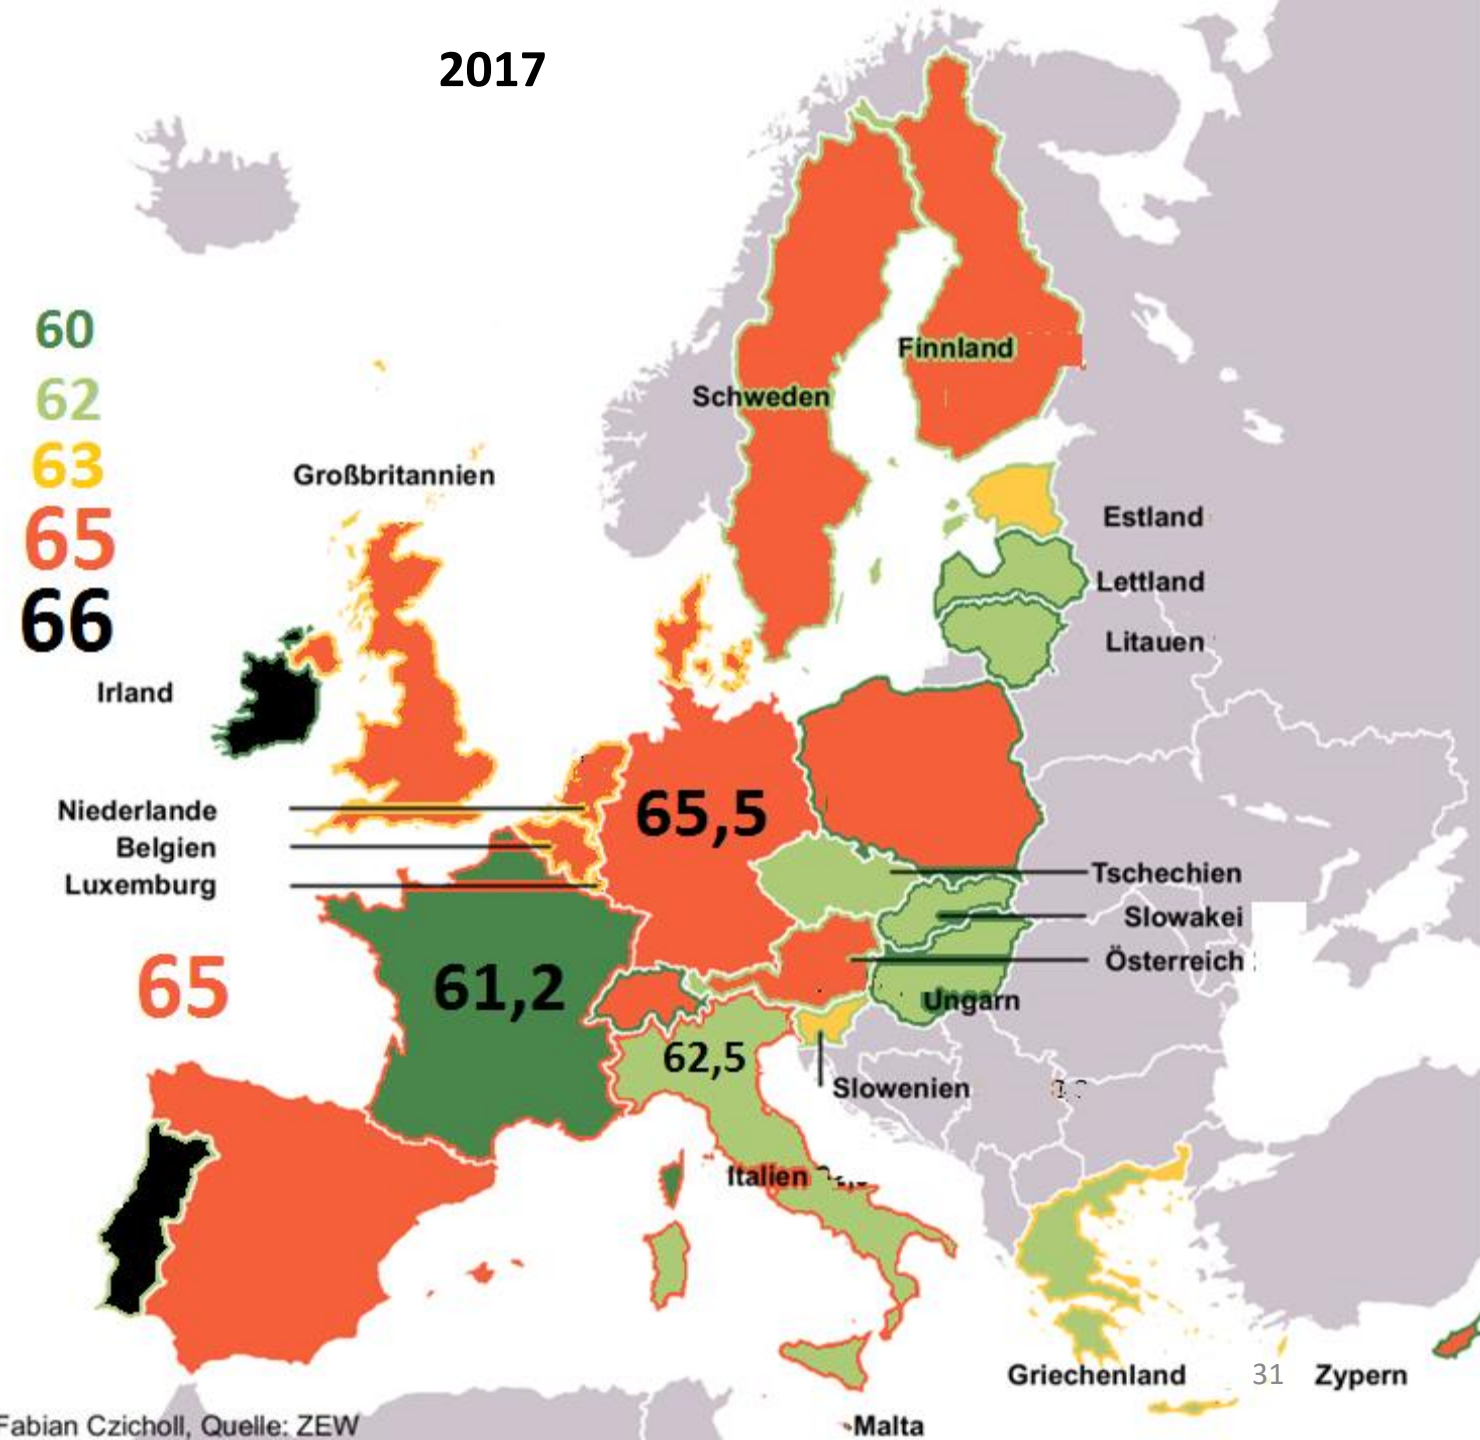 2017
60
62
63
65
66
Finnland
Schweden
Großbritannien
Estland
Lettland
Litauen
Irland
65,5
Niederlande
Belgien
Luxemburg
Tschechien
Slowakei
Österreich
65
61,2
Ungarn
62,5
Slowenien
Italien
Griechenland
31
Zypern
Fabian Czicholl, Quelle: ZEW
Malta